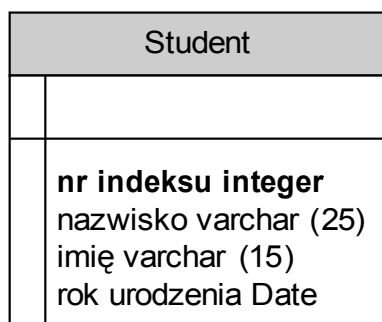 Student
nr indeksu integer
nazwisko varchar (25)
imię varchar (15)
rok urodzenia Date